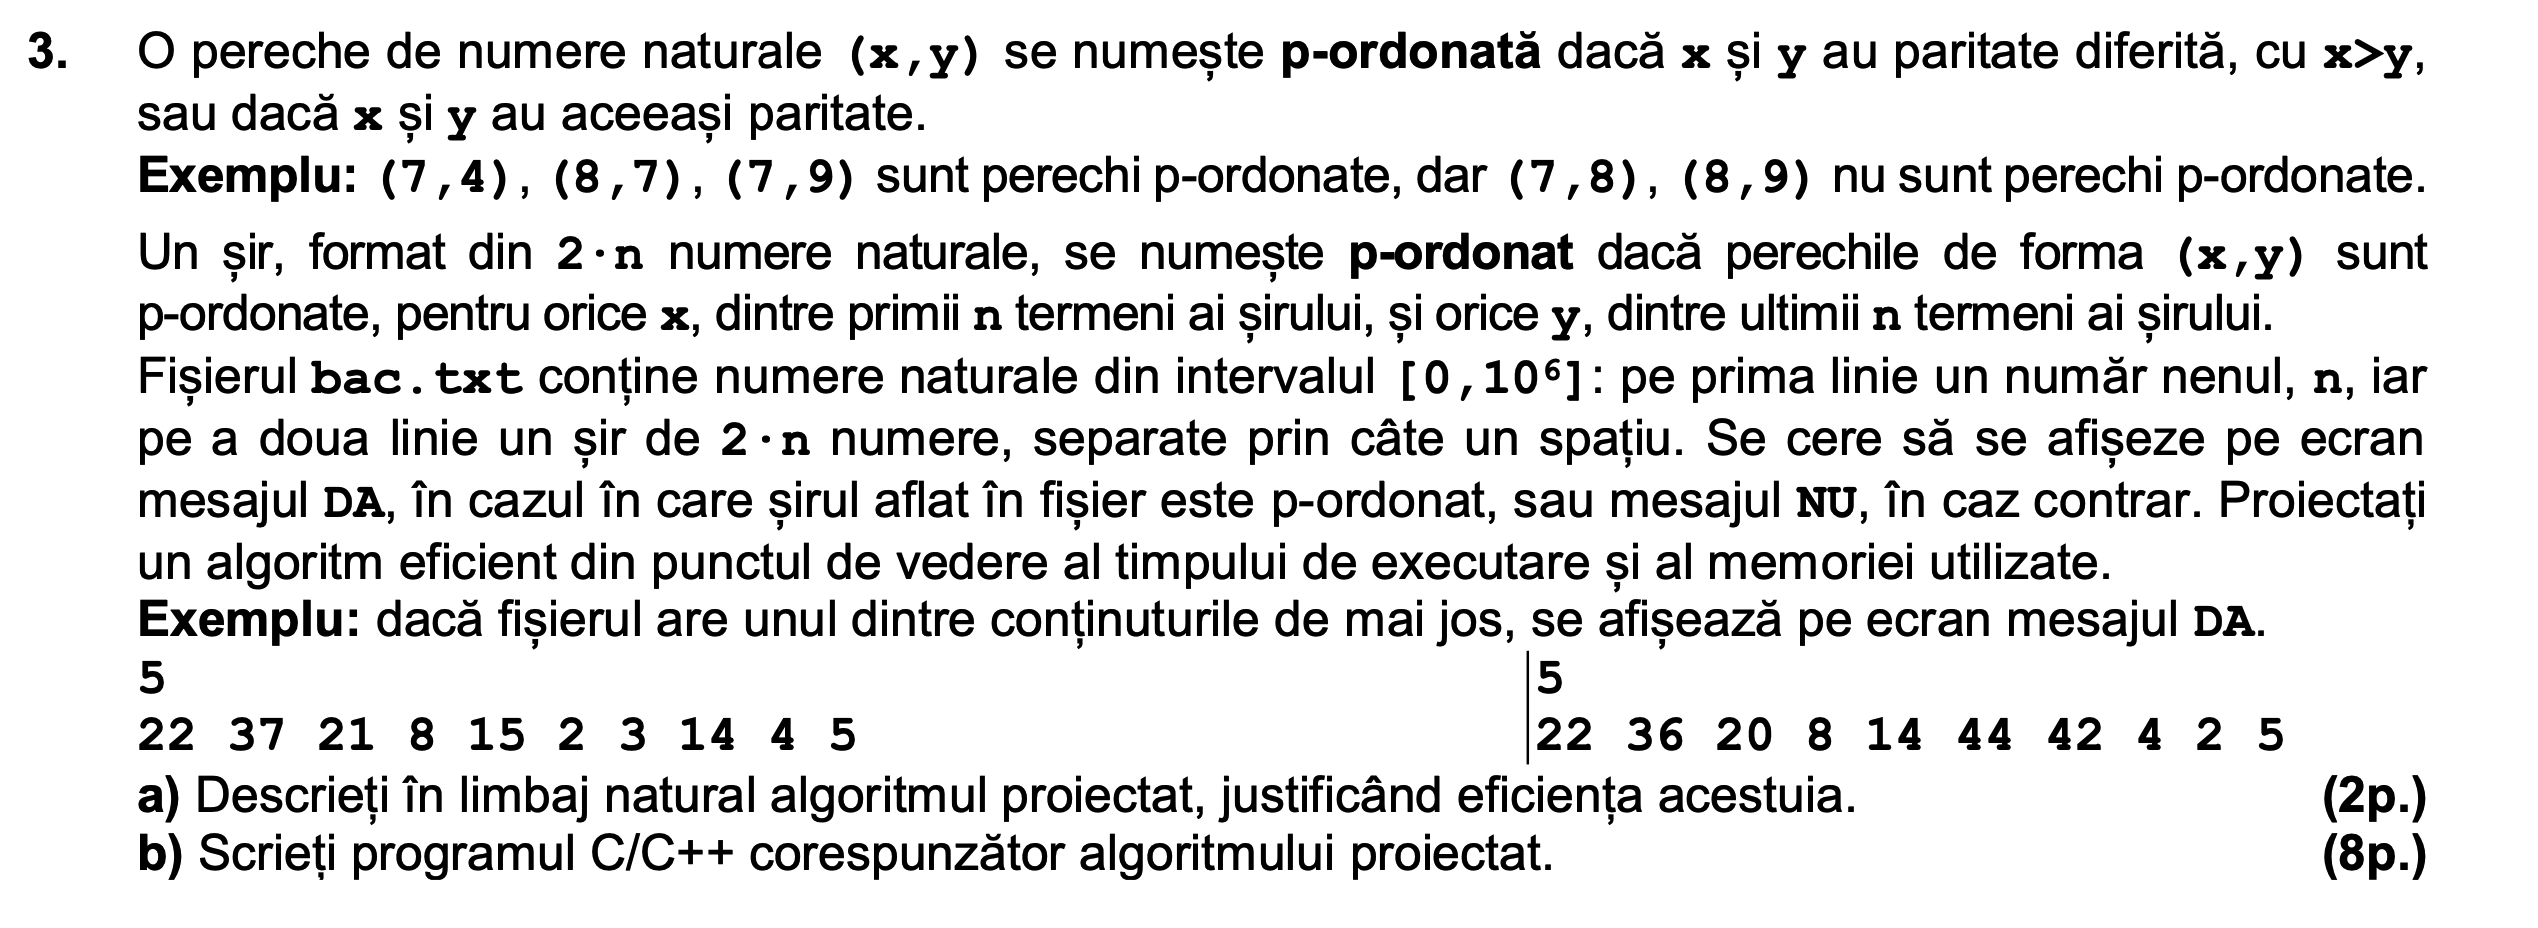 3. O pereche de numere naturale (x,y) se numește p-ordonată dacă x și y au paritate diferită, cu x>y,
sau dacă x și y au aceeași paritate.
Exemplu: (7,4), (8,7), (7,9) sunt perechi p-ordonate, dar (7,8), (8,9) nu sunt perechi p-ordonate.
Un șir, format din 2·n numere naturale, se numește p-ordonat dacă perechile de forma (x,y) sunt
p-ordonate, pentru orice x, dintre primii n termeni ai șirului, și orice y, dintre ultimii n termeni ai șirului.
Fișierul bac.txt conține numere naturale din intervalul [0,10⁶]: pe prima linie un număr nenul, n, iar
pe a doua linie un șir de 2·n numere, separate prin câte un spațiu. Se cere să se afișeze pe ecran
mesajul DA, în cazul în care șirul aflat în fișier este p-ordonat, sau mesajul NU, în caz contrar. Proiectați
un algoritm eficient din punctul de vedere al timpului de executare și al memoriei utilizate.
Exemplu: dacă fișierul are unul dintre conținuturile de mai jos, se afișează pe ecran mesajul DA.
5 5
22 37 21 8 15 2 3 14 4 5 22 36 20 8 14 44 42 4 2 5
a) Descrieți în limbaj natural algoritmul proiectat, justificând eficiența acestuia. (2p.)
b) Scrieți programul C/C++ corespunzător algoritmului proiectat. (8p.)